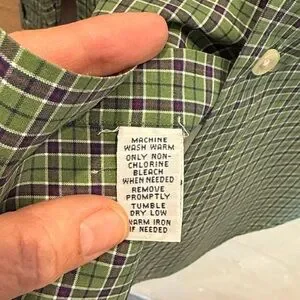 MACHINE
WASH WARM
ONLY NON-
CHLORINE
BLEACH
WHEN NEEDED
REMOVE
PROMPTLY
TUMBLE
DRY LOW
WARM IRON
IF NEEDED